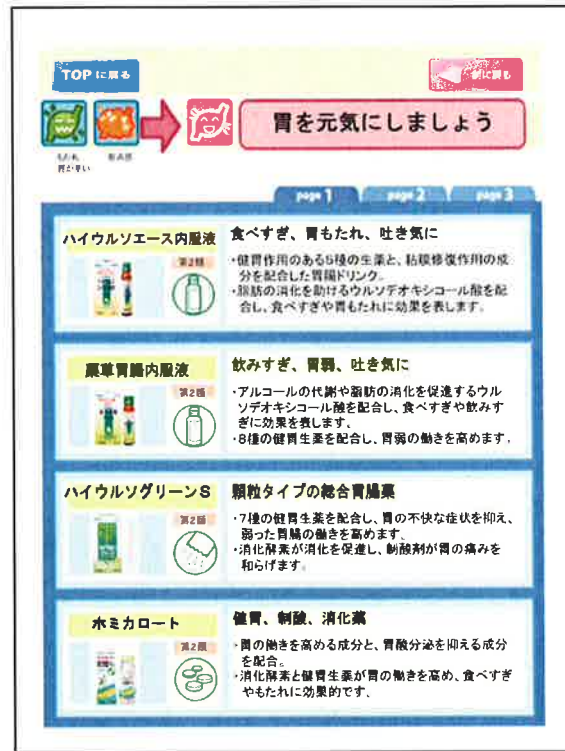 TOPに戻る
前に戻る
もたれ
飲み過
胃を元気にしましょう
page 1
page 2
page 3
ハイウルソエース内服液
第2類
食べすぎ、胃もたれ、吐き気に
・健胃作用のある5種の生薬と、粘膜修復作用の成
分を配合した胃腸ドリンク。
・脂肪の消化を助けるウルソデオキシコール酸を配
合し、食べすぎや胃もたれに効果を表します。
薬草胃腸内服液
第2類
飲みすぎ、胃弱、吐き気に
・アルコールの代謝や脂肪の消化を促進するウル
ソデオキシコール酸を配合し、食べすぎや飲みす
ぎに効果を表します。
・8種の健胃生薬を配合し、胃弱の働きを高めます。
ハイウルソグリーンS
第2類
顆粒タイプの総合胃腸薬
・7種の健胃生薬を配合し、胃の不快な症状を抑え、
弱った胃腸の働きを高めます。
・消化酵素が消化を促進し、制酸剤が胃の痛みを
和らげます。
ホミカロート
第2類
健胃、制酸、消化薬
・胃の働きを高める成分と、胃酸分泌を抑える成分
を配合。
・消化酵素と健胃生薬が胃の働きを高め、食べすぎ
やもたれに効果的です。